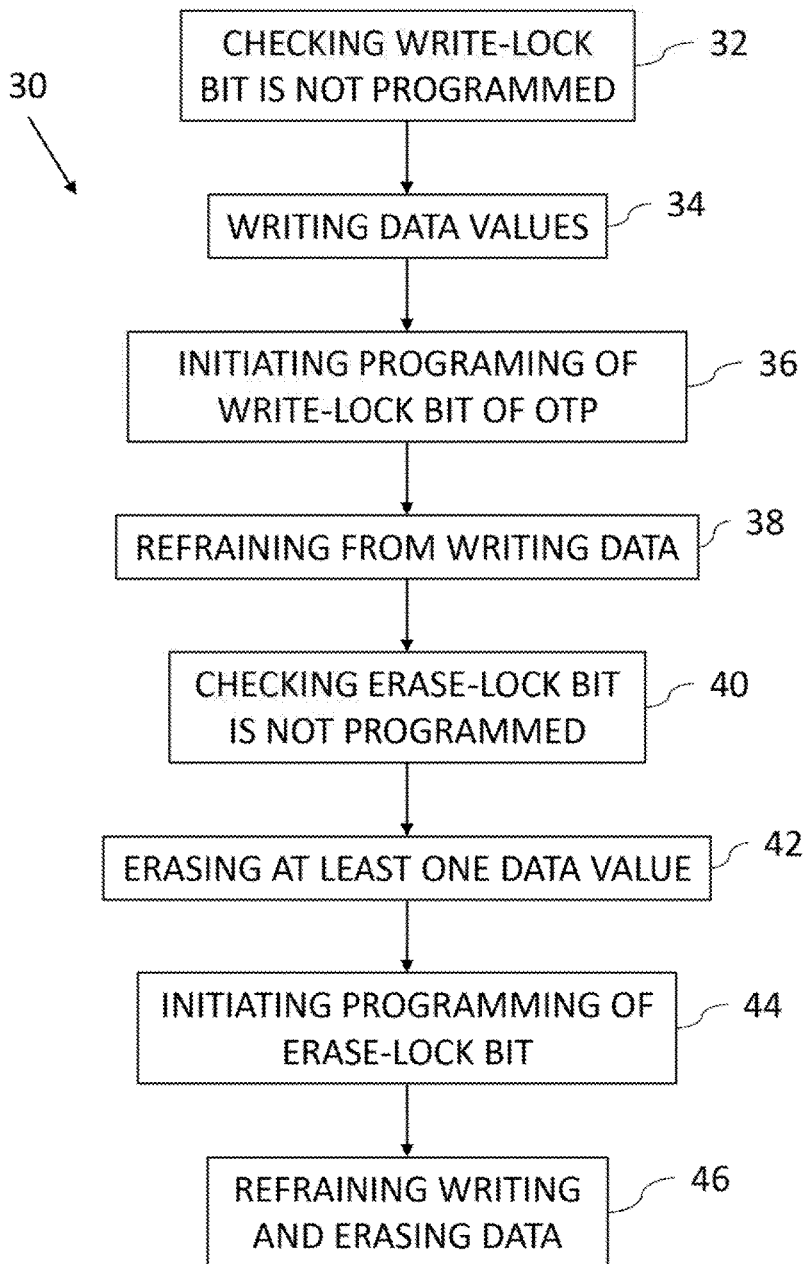 CHECKING WRITE-LOCK
BIT IS NOT PROGRAMMED
32
30
WRITING DATA VALUES
34
INITIATING PROGRAMING OF
WRITE-LOCK BIT OF OTP
36
REFRAINING FROM WRITING DATA
38
CHECKING ERASE-LOCK BIT
IS NOT PROGRAMMED
40
ERASING AT LEAST ONE DATA VALUE
42
INITIATING PROGRAMMING OF
ERASE-LOCK BIT
44
REFRAINING WRITING
AND ERASING DATA
46